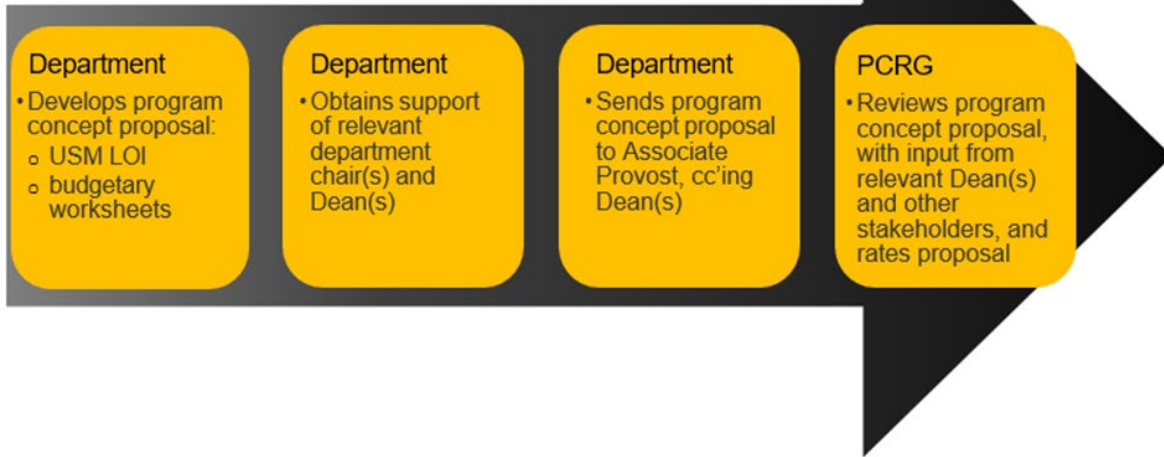 Department
• Develops program
concept proposal:
o USM LOI
o budgetary
worksheets
Department
• Obtains support
of relevant
department
chair(s) and
Dean(s)
Department
• Sends program
concept proposal
to Associate
Provost, cc'ing
Dean(s)
PCRG
• Reviews program
concept proposal,
with input from
relevant Dean(s)
and other
stakeholders, and
rates proposal